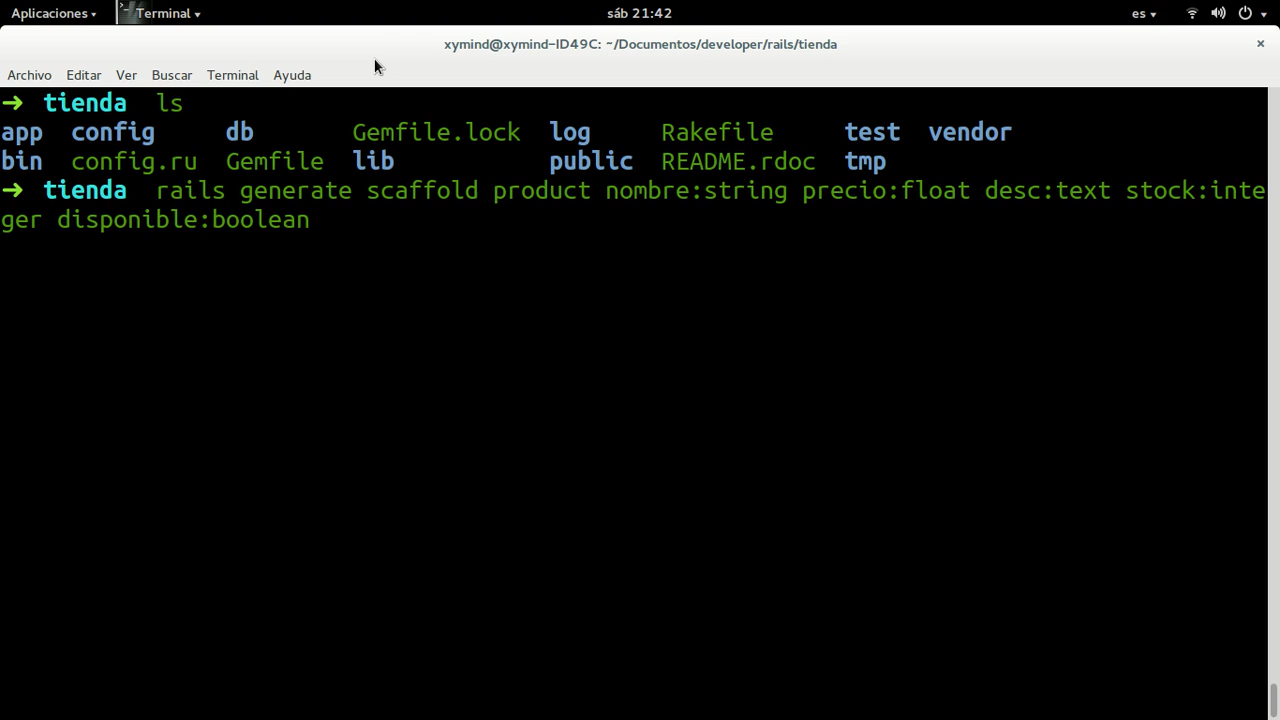 Aplicaciones Terminal sáb 21:42 es
xymind@xymind-ID49C: ~/Documentos/developer/rails/tienda ×
Archivo Editar Ver Buscar Terminal Ayuda
➜ tienda ls
app config db Gemfile.lock log Rakefile test vendor
bin config.ru Gemfile lib public README.rdoc tmp
➜ tienda rails generate scaffold product nombre:string precio:float desc:text stock:inte
ger disponible:boolean